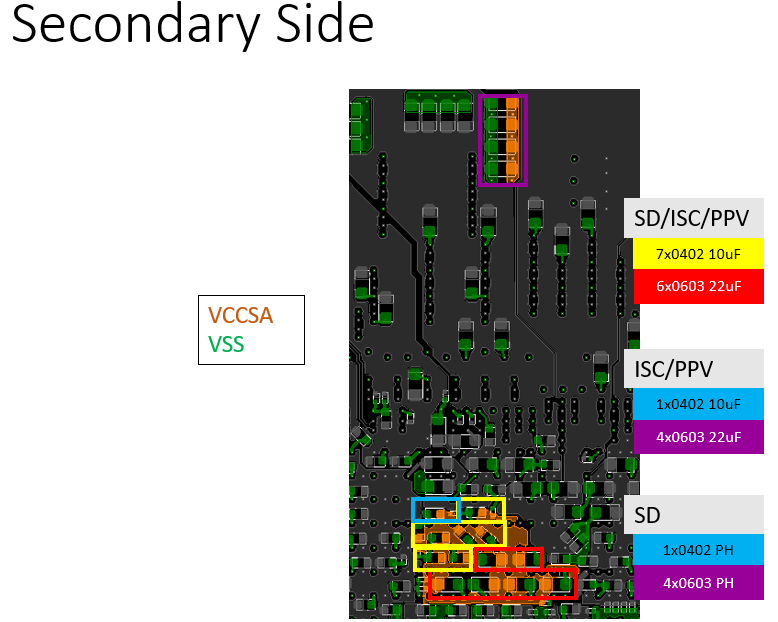 Secondary Side
SD/ISC/PPV
7x0402 10uF
6x0603 22uF
VCCSA
VSS
ISC/PPV
1x0402 10uF
4x0603 22uF
SD
1x0402 PH
4x0603 PH